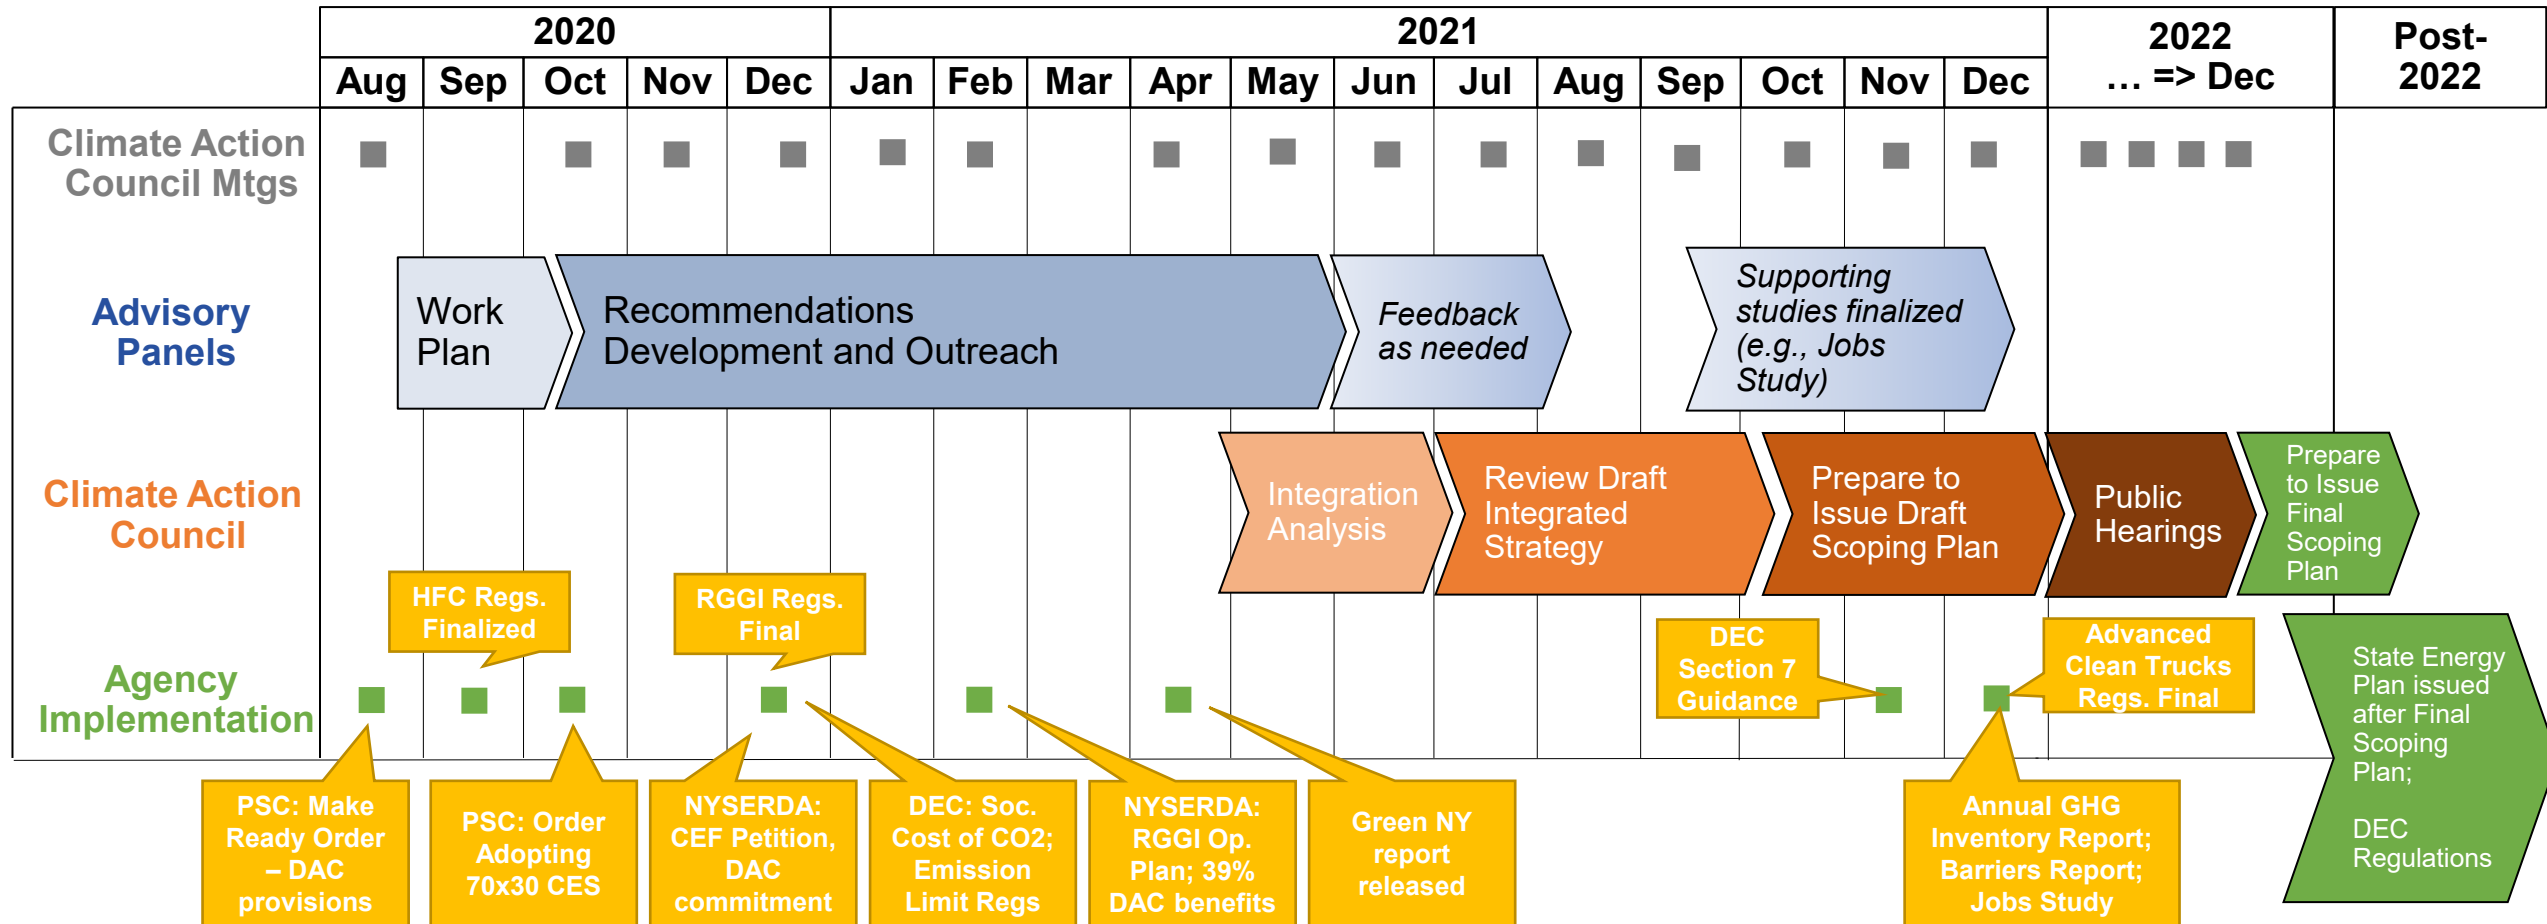 2020
2021
2022
... => Dec
Post-
2022
Aug
Sep
Oct
Nov
Dec
Jan
Feb
Mar
Apr
May
Jun
Jul
Aug
Sep
Oct
Nov
Dec
Climate Action
Council Mtgs
Advisory
Panels
Work
Plan
Recommendations
Development and Outreach
Feedback
as needed
Supporting
studies finalized
(e.g., Jobs
Study)
Climate Action
Council
Integration
Analysis
Review Draft
Integrated
Strategy
Prepare to
Issue Draft
Scoping Plan
Public
Hearings
Prepare
to Issue
Final
Scoping
Plan
Agency
Implementation
HFC Regs.
Finalized
RGGI Regs.
Final
DEC
Section 7
Guidance
Advanced
Clean Trucks
Regs. Final
State Energy
Plan issued
after Final
Scoping
Plan;
DEC
Regulations
PSC: Make
Ready Order
– DAC
provisions
PSC: Order
Adopting
70x30 CES
NYSERDA:
CEF Petition,
DAC
commitment
DEC: Soc.
Cost of CO2;
Emission
Limit Regs
NYSERDA:
RGGI Op.
Plan; 39%
DAC benefits
Green NY
report
released
Annual GHG
Inventory Report;
Barriers Report;
Jobs Study